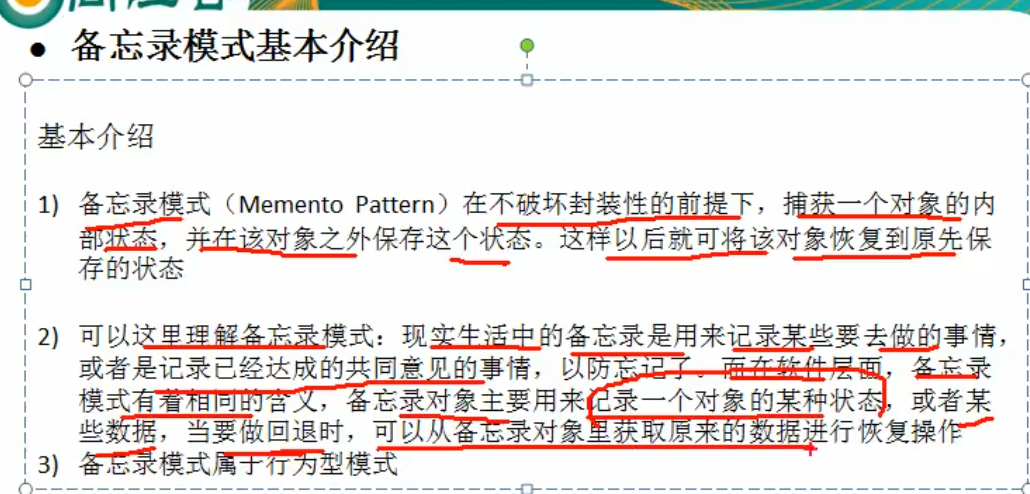 ● 备忘录模式基本介绍
基本介绍
1) 备忘录模式（Memento Pattern）在不破坏封装性的前提下，捕获一个对象的内
部状态，并在该对象之外保存这个状态。这样以后就可将该对象恢复到原先保
存的状态
2) 可以这里理解备忘录模式：现实生活中的备忘录是用来记录某些要去做的事情，
或者是记录已经达成的共同意见的事情，以防忘记了。而在软件层面，备忘录
模式有着相同的含义，备忘录对象主要用来记录一个对象的某种状态，或者某
些数据，当要做回退时，可以从备忘录对象里获取原来的数据进行恢复操作
3) 备忘录模式属于行为型模式